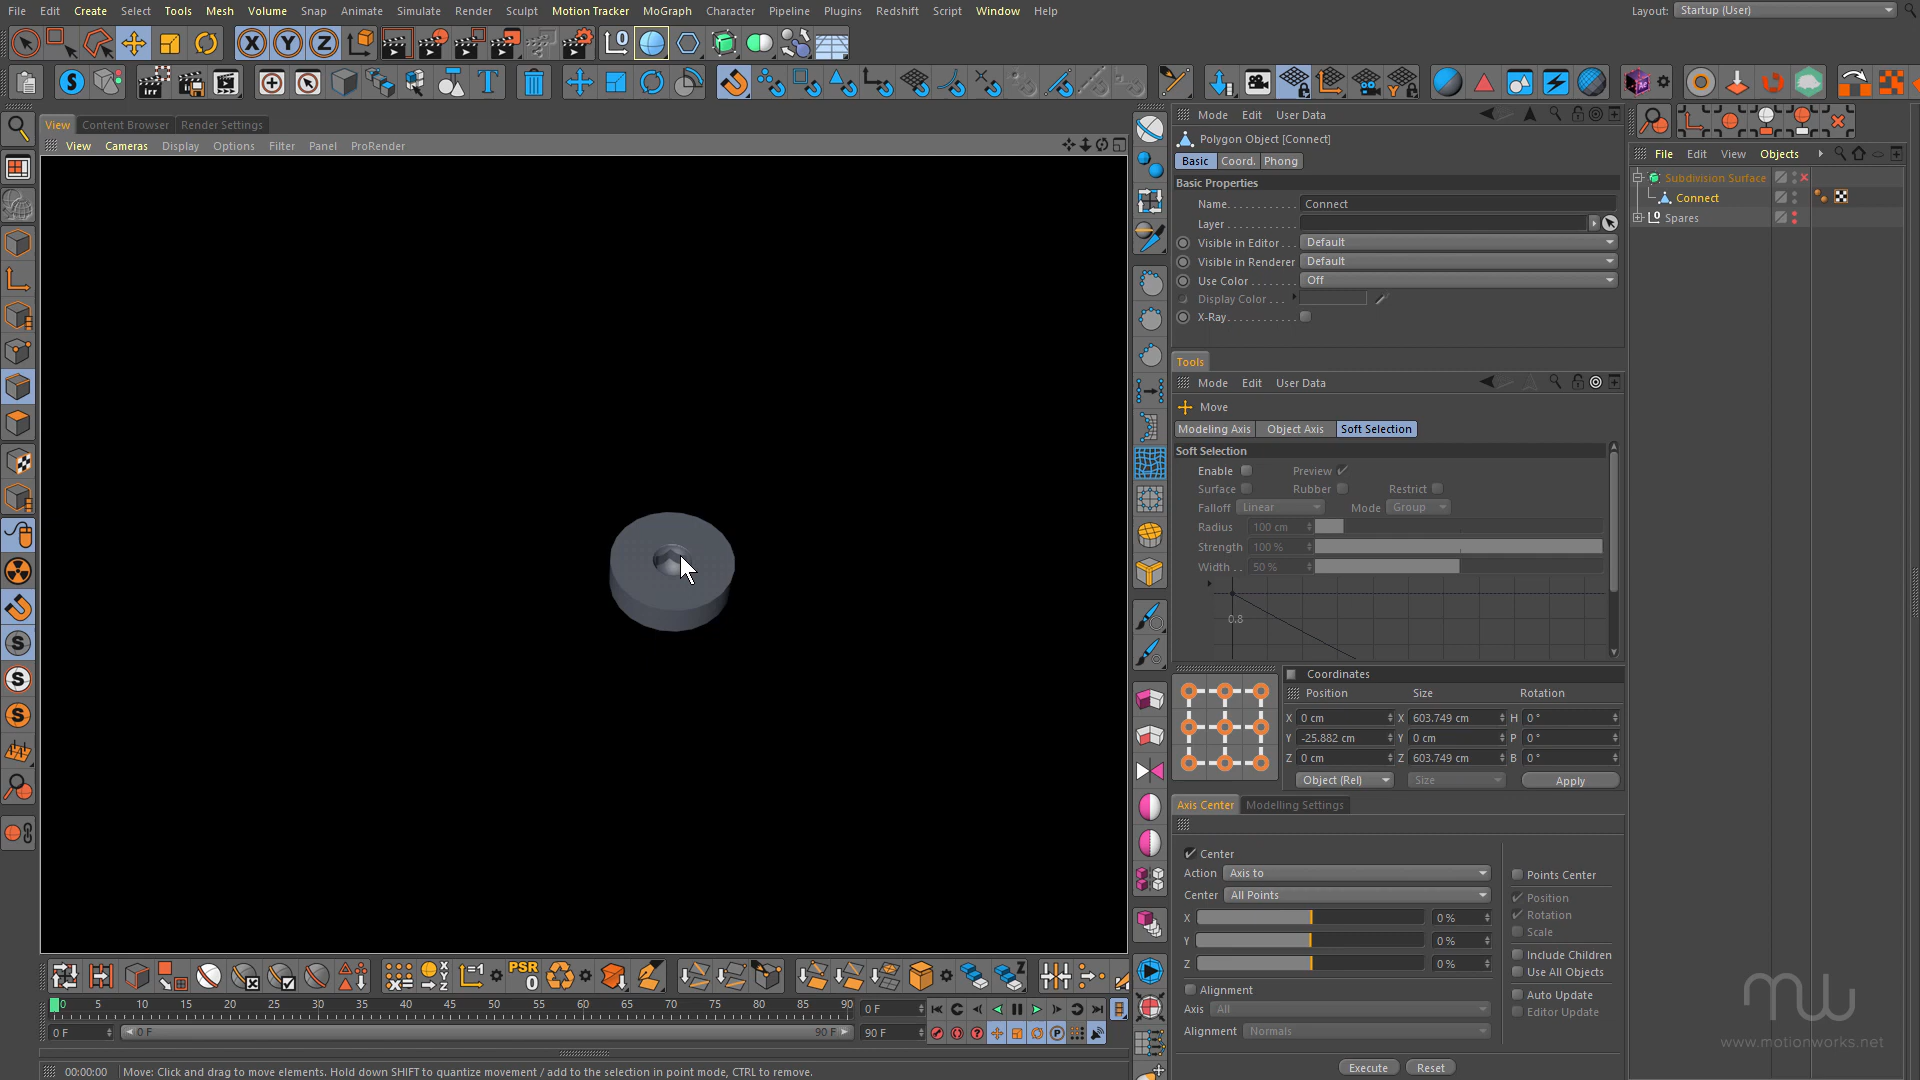 File Edit Create Select Tools Mesh Volume Snap Animate Simulate Render Sculpt Motion Tracker MoGraph Character Pipeline Plugins Redshift Script Window Help Layout: Startup (User)
View Content Browser Render Settings
View Cameras Display Options Filter Panel ProRender
Mode Edit User Data
Polygon Object [Connect]
Basic Coord. Phong
Basic Properties
Name Connect
Layer
Visible in Editor Default
Visible in Renderer Default
Use Color Off
Display Color
X-Ray
Tools
Mode Edit User Data
Move
Modeling Axis Object Axis Soft Selection
Soft Selection
Enable Preview
Surface Rubber Restrict
Falloff Linear Mode Group
Radius 100 cm
Strength 100 %
Width 50 %
0.8
Coordinates
Position Size Rotation
X 0 cm X 603.749 cm H 0 °
Y -25.882 cm Y 0 cm P 0 °
Z 0 cm Z 603.749 cm B 0 °
Object (Rel) Size Apply
Axis Center Modelling Settings
Center
Action Axis to
Center All Points
X 0 %
Y 0 %
Z 0 %
Alignment
Axis All
Alignment Normals
Points Center
Position
Rotation
Scale
Include Children
Use All Objects
Auto Update
Editor Update
Execute Reset
File Edit View Objects
Subdivision Surface
Connect
Spares
PSR
0
0 5 10 15 20 25 30 35 40 45 50 55 60 65 70 75 80 85 90 0 F
0 F 0 F 90 F 90 F
00:00:00 Move: Click and drag to move elements. Hold down SHIFT to quantize movement / add to the selection in point mode, CTRL to remove.
mw
www.motionworks.net